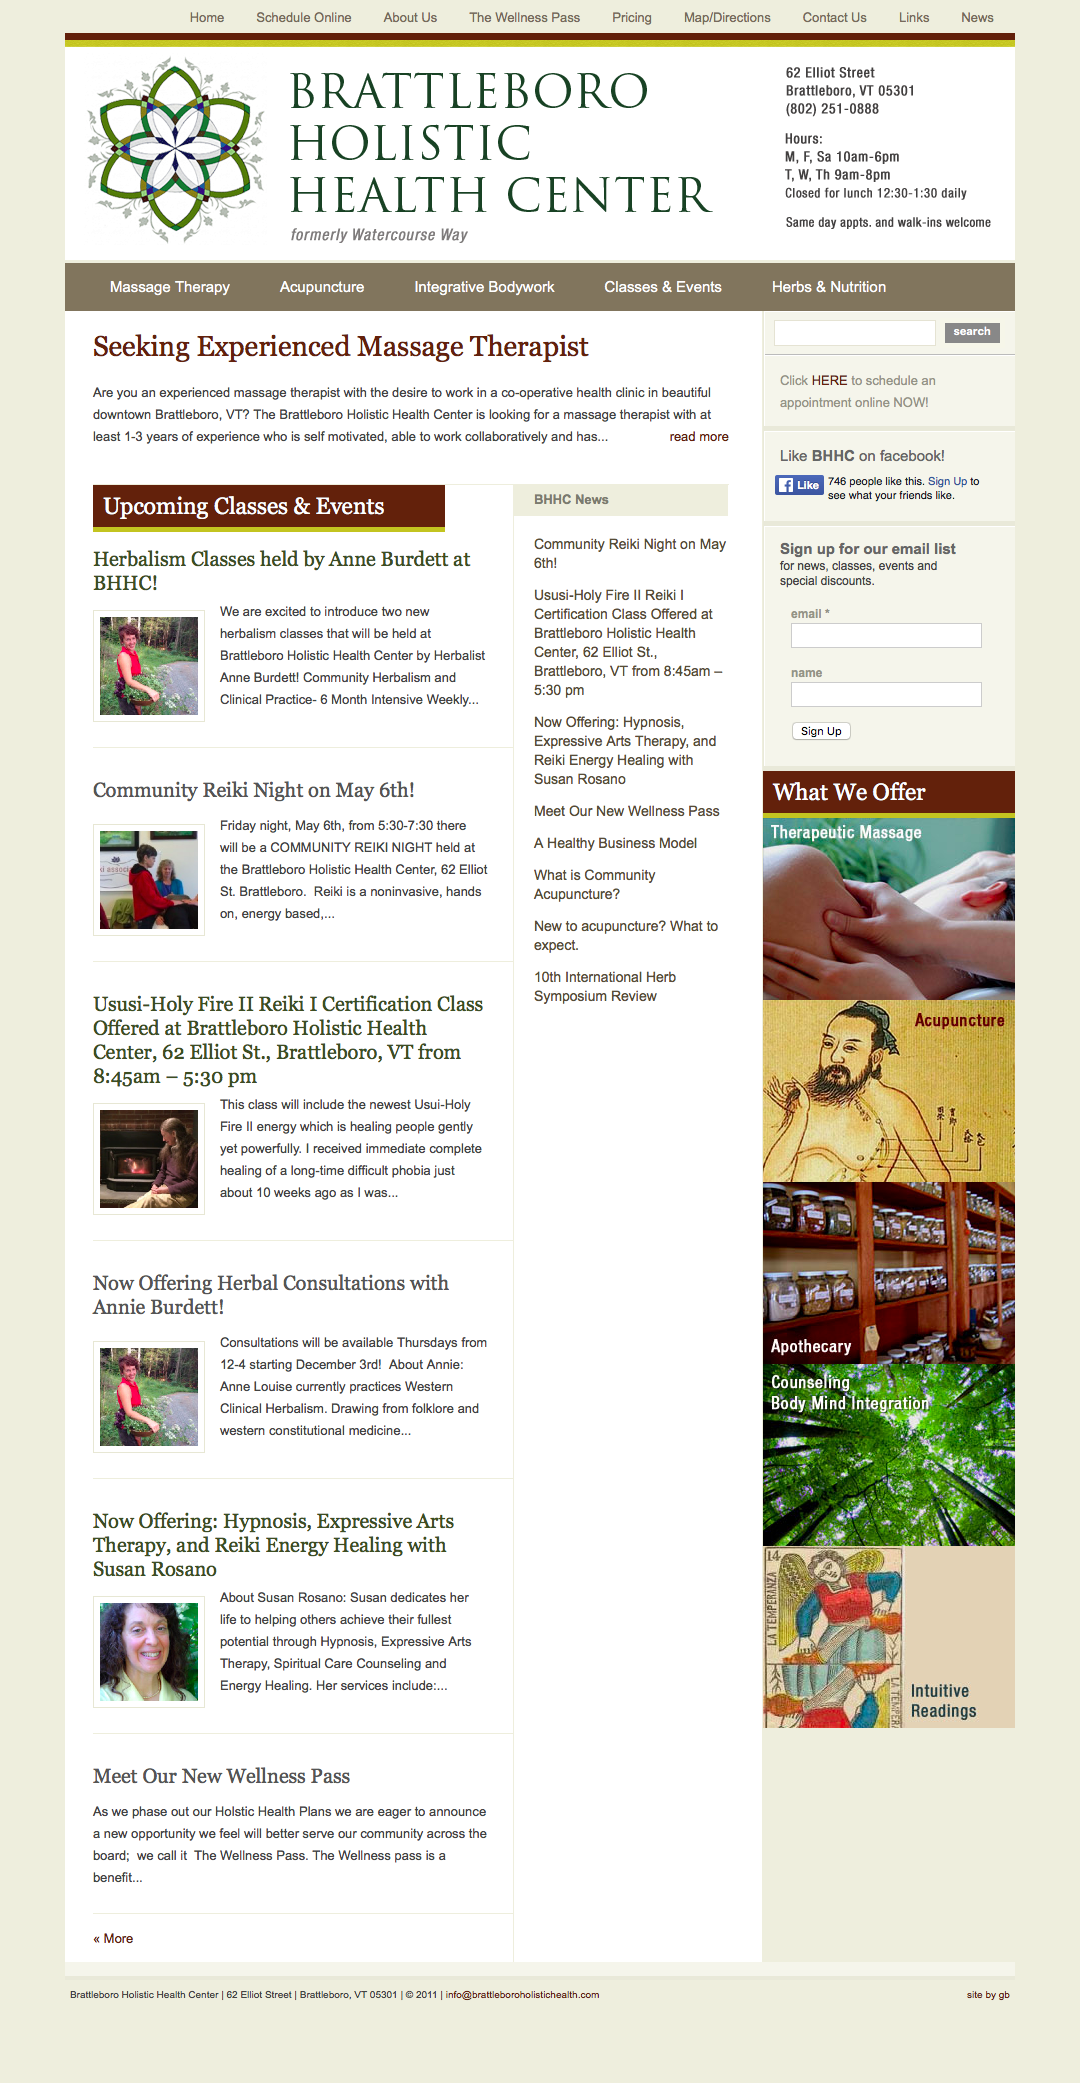 Home Schedule Online About Us The Wellness Pass Pricing Map/Directions Contact Us Links News
BRATTLEBORO
HOLISTIC
HEALTH CENTER
formerly Watercourse Way
62 Elliot Street
Brattleboro, VT 05301
(802) 251-0888
Hours:
M, F, Sa 10am-6pm
T, W, Th 9am-8pm
Closed for lunch 12:30-1:30 daily
Same day appts. and walk-ins welcome
Massage Therapy Acupuncture Integrative Bodywork Classes & Events Herbs & Nutrition
Seeking Experienced Massage Therapist
Are you an experienced massage therapist with the desire to work in a co-operative health clinic in beautiful
downtown Brattleboro, VT? The Brattleboro Holistic Health Center is looking for a massage therapist with at
least 1-3 years of experience who is self motivated, able to work collaboratively and has... read more
Upcoming Classes & Events
Herbalism Classes held by Anne Burdett at
BHHC!
We are excited to introduce two new
herbalism classes that will be held at
Brattleboro Holistic Health Center by Herbalist
Anne Burdett! Community Herbalism and
Clinical Practice- 6 Month Intensive Weekly...
Community Reiki Night on May 6th!
Friday night, May 6th, from 5:30-7:30 there
will be a COMMUNITY REIKI NIGHT held at
the Brattleboro Holistic Health Center, 62 Elliot
St. Brattleboro. Reiki is a noninvasive, hands
on, energy based,...
Ususi-Holy Fire II Reiki I Certification Class
Offered at Brattleboro Holistic Health
Center, 62 Elliot St., Brattleboro, VT from
8:45am – 5:30 pm
This class will include the newest Usui-Holy
Fire II energy which is healing people gently
yet powerfully. I received immediate complete
healing of a long-time difficult phobia just
about 10 weeks ago as I was...
Now Offering Herbal Consultations with
Annie Burdett!
Consultations will be available Thursdays from
12-4 starting December 3rd! About Annie:
Anne Louise currently practices Western
Clinical Herbalism. Drawing from folklore and
western constitutional medicine...
Now Offering: Hypnosis, Expressive Arts
Therapy, and Reiki Energy Healing with
Susan Rosano
About Susan Rosano: Susan dedicates her
life to helping others achieve their fullest
potential through Hypnosis, Expressive Arts
Therapy, Spiritual Care Counseling and
Energy Healing. Her services include:...
Meet Our New Wellness Pass
As we phase out our Holstic Health Plans we are eager to announce
a new opportunity we feel will better serve our community across the
board; we call it The Wellness Pass. The Wellness pass is a
benefit...
« More
BHHC News
Community Reiki Night on May
6th!
Ususi-Holy Fire II Reiki I
Certification Class Offered at
Brattleboro Holistic Health
Center, 62 Elliot St.,
Brattleboro, VT from 8:45am –
5:30 pm
Now Offering: Hypnosis,
Expressive Arts Therapy, and
Reiki Energy Healing with
Susan Rosano
Meet Our New Wellness Pass
A Healthy Business Model
What is Community
Acupuncture?
New to acupuncture? What to
expect.
10th International Herb
Symposium Review
search
Click HERE to schedule an
appointment online NOW!
Like BHHC on facebook!
Like
746 people like this. Sign Up to
see what your friends like.
Sign up for our email list
for news, classes, events and
special discounts.
email *
name
Sign Up
What We Offer
Therapeutic Massage
Acupuncture
Apothecary
Counseling
Body Mind Integration
14
LA TEMPERANZA
Intuitive
Readings
Brattleboro Holistic Health Center | 62 Elliot Street | Brattleboro, VT 05301 | © 2011 | info@brattleboroholistichealth.com
site by gb